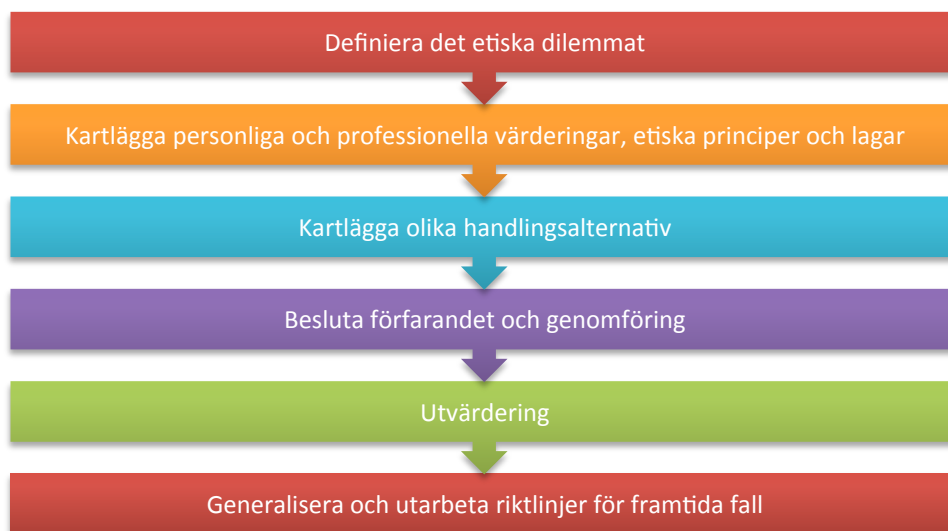 Definiera det etiska dilemmat
Kartlägga personliga och professionella värderingar, etiska principer och lagar
Kartlägga olika handlingsalternativ
Besluta förfarandet och genomföring
Utvärdering
Generalisera och utarbeta riktlinjer för framtida fall